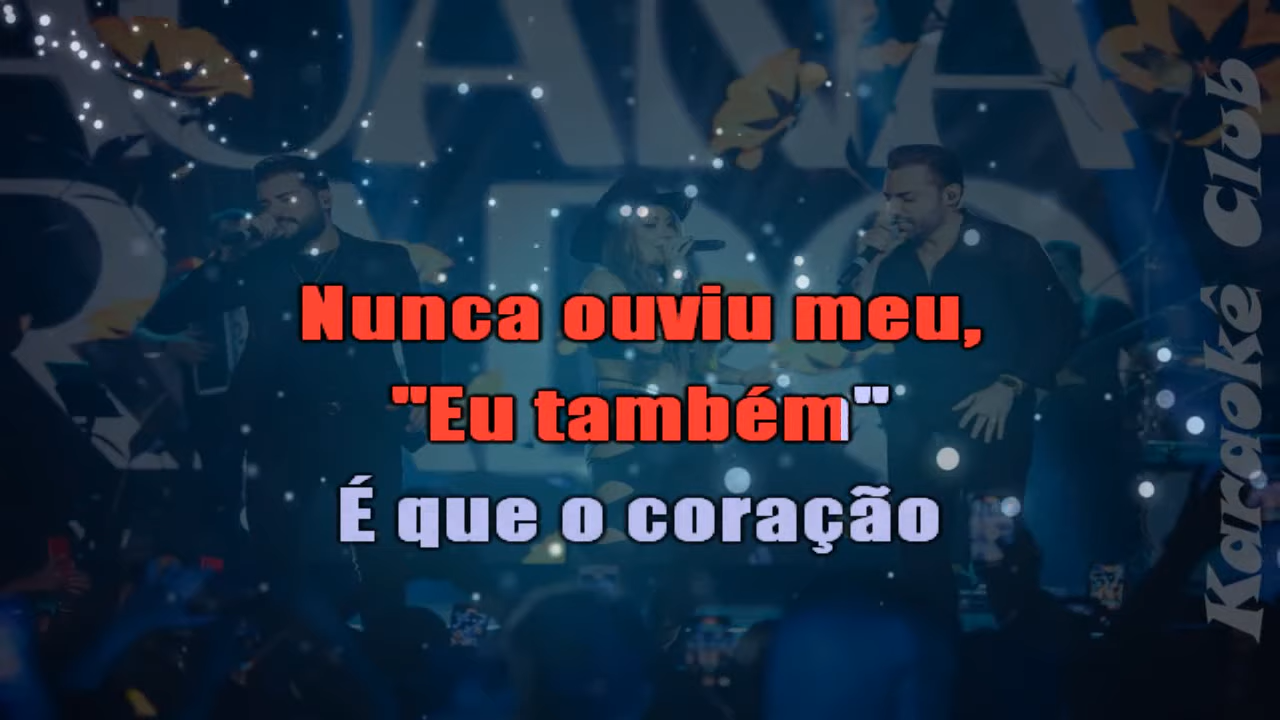 Nunca ouviu meu,
"Eu também"
É que o coração
Karaokê Club